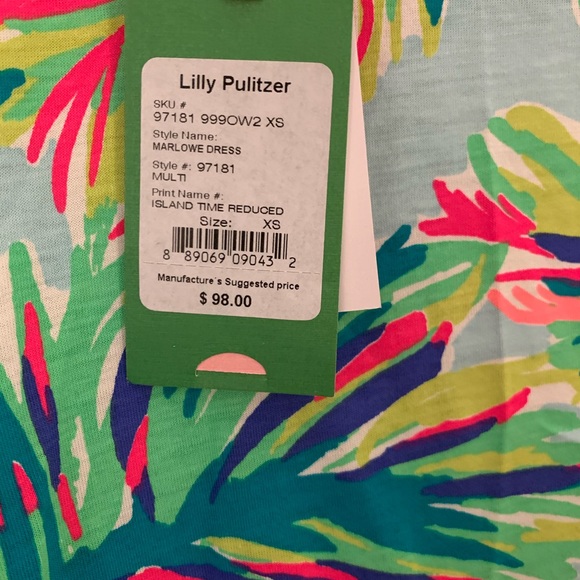 Lilly Pulitzer
SKU #
97181 999OW2 XS
Style Name:
MARLOWE DRESS
Style #: 97181
MULTI
Print Name #:
ISLAND TIME REDUCED
Size: XS
8 89069 09043 2
Manufacture's Suggested price
$ 98.00